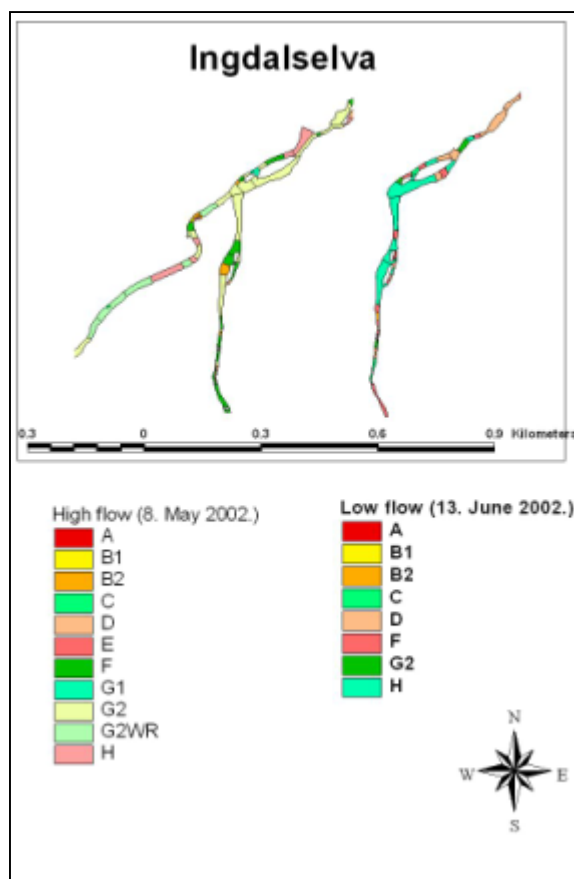 Ingdalselva
0.3 0 0.3 0.6 0.9 Kilometers
High flow (8. May 2002.)
A
B1
B2
C
D
E
F
G1
G2
G2WR
H
Low flow (13. June 2002.)
A
B1
B2
C
D
F
G2
H
N
W E
S